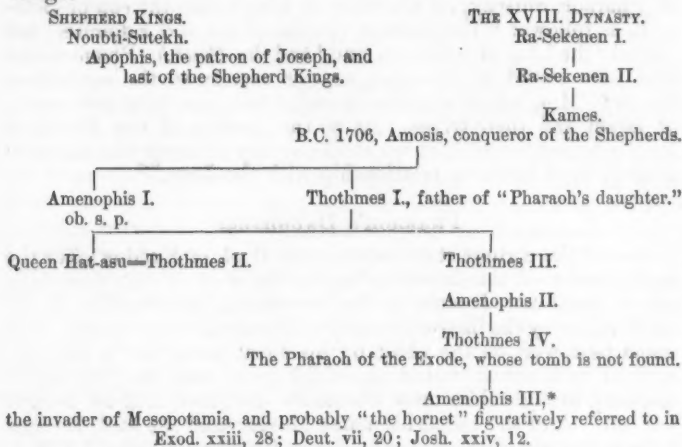 SHEPHERD KINGS.
Noubti-Sutekh.
Apophis, the patron of Joseph, and
last of the Shepherd Kings.
THE XVIII. DYNASTY.
Ra-Sekenen I.
Ra-Sekenen II.
Kames.
B.C. 1706, Amosis, conqueror of the Shepherds.
Amenophis I.
ob. s. p.
Thothmes I., father of "Pharaoh's daughter."
Queen Hat-asu=Thothmes II.
Thothmes III.
Amenophis II.
Thothmes IV.
The Pharaoh of the Exode, whose tomb is not found.
Amenophis III,*
the invader of Mesopotamia, and probably "the hornet" figuratively referred to in
Exod. xxiii, 28; Deut. vii, 20; Josh. xxiv, 12.